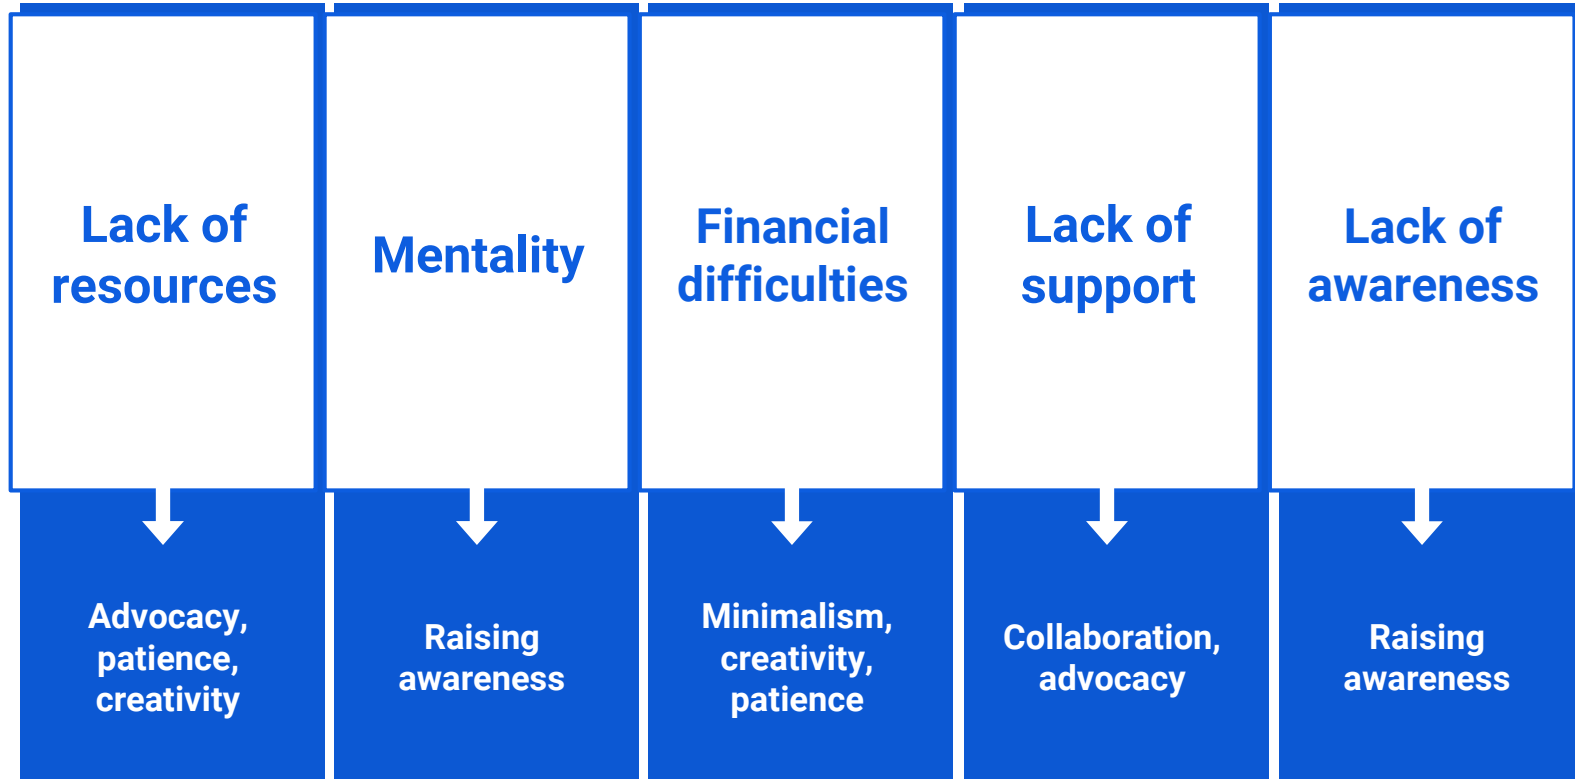 Lack of
resources
Mentality
Financial
difficulties
Lack of
support
Lack of
awareness
Advocacy,
patience,
creativity
Raising
awareness
Minimalism,
creativity,
patience
Collaboration,
advocacy
Raising
awareness